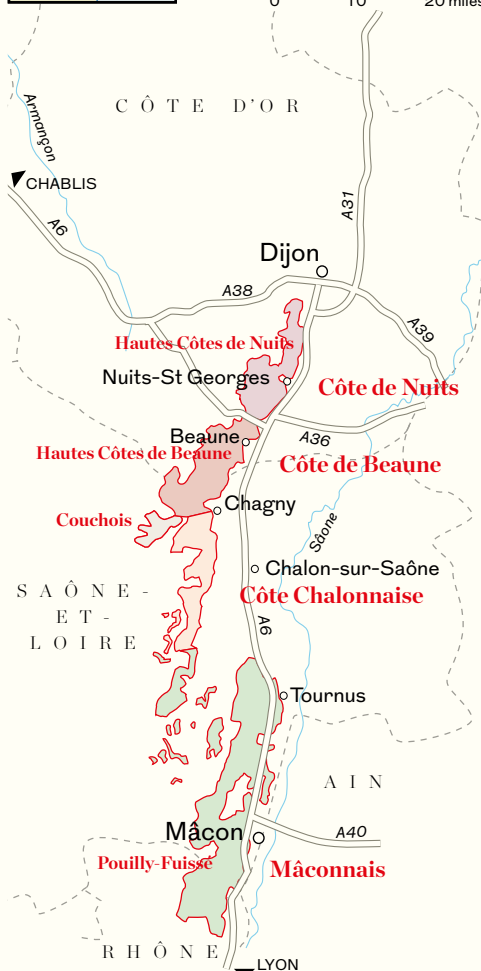 0 10 20 miles
CÔTE D'OR
Armançon
CHABLIS
A6
A31
Dijon
A38
A39
Hautes Côtes de Nuits
Nuits-St Georges
Côte de Nuits
Beaune
A36
Hautes Côtes de Beaune
Côte de Beaune
Chagny
Couchois
Sâone
Chalon-sur-Saône
SAÔNE-
ET-
LOIRE
Côte Chalonnaise
A6
Tournus
AIN
Mâcon
A40
Pouilly-Fuissé
Mâconnais
RHÔNE
LYON